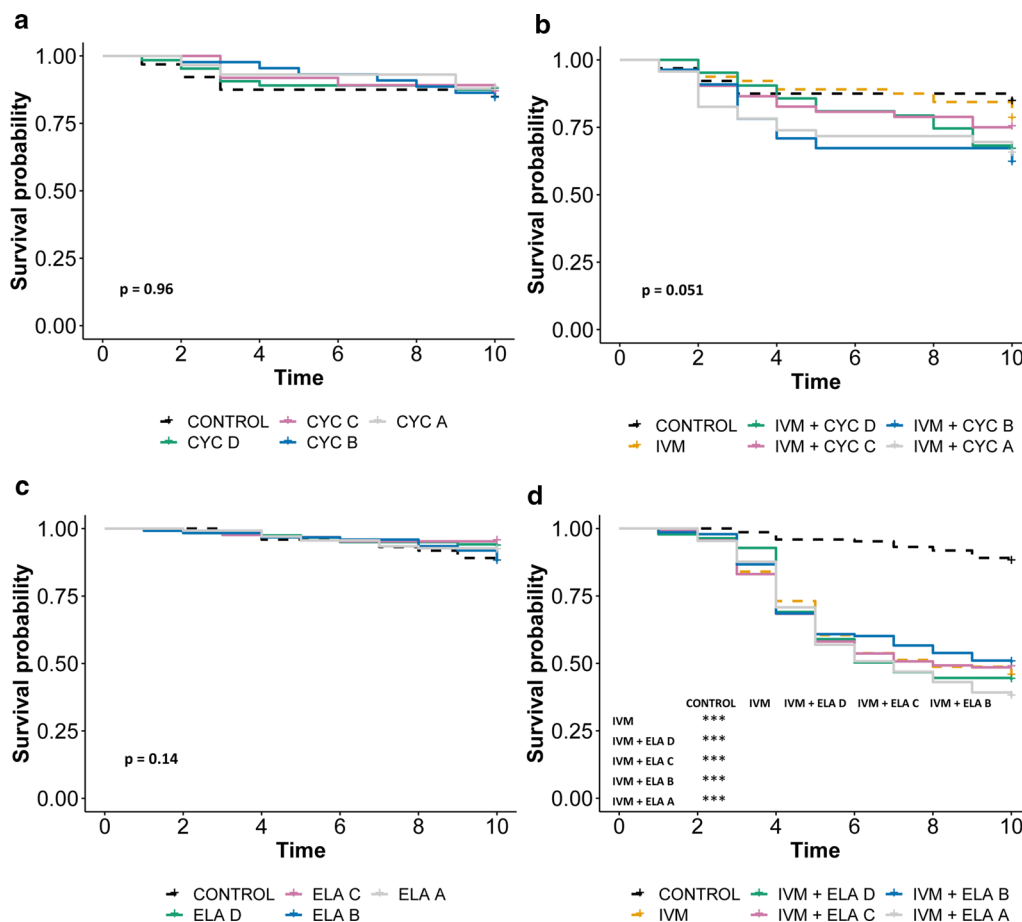 a
Survival probability
1.00
0.75
0.50
0.25
0.00
p = 0.96
0 2 4 6 8 10
Time
CONTROL CYC C CYC A
CYC D CYC B
b
Survival probability
1.00
0.75
0.50
0.25
0.00
p = 0.051
0 2 4 6 8 10
Time
CONTROL IVM + CYC D IVM + CYC B
IVM IVM + CYC C IVM + CYC A
c
Survival probability
1.00
0.75
0.50
0.25
0.00
p = 0.14
0 2 4 6 8 10
Time
CONTROL ELA C ELA A
ELA D ELA B
d
Survival probability
1.00
0.75
0.50
0.25
0.00
CONTROL IVM IVM + ELA D IVM + ELA C IVM + ELA B
IVM ***
IVM + ELA D ***
IVM + ELA C ***
IVM + ELA B ***
IVM + ELA A ***
0 2 4 6 8 10
Time
CONTROL IVM + ELA D IVM + ELA B
IVM IVM + ELA C IVM + ELA A